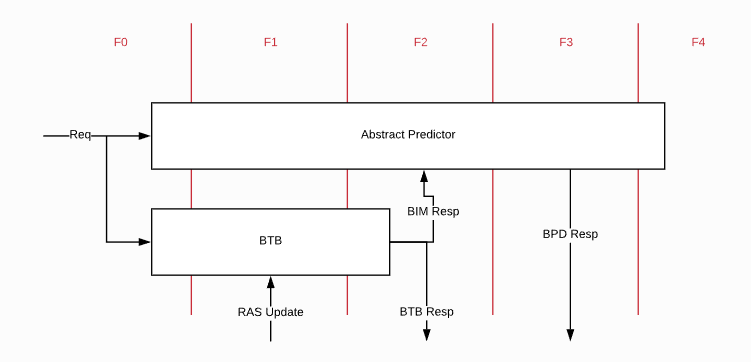 F0
F1
F2
F3
F4
Req
Abstract Predictor
BIM Resp
BPD Resp
BTB
RAS Update
BTB Resp